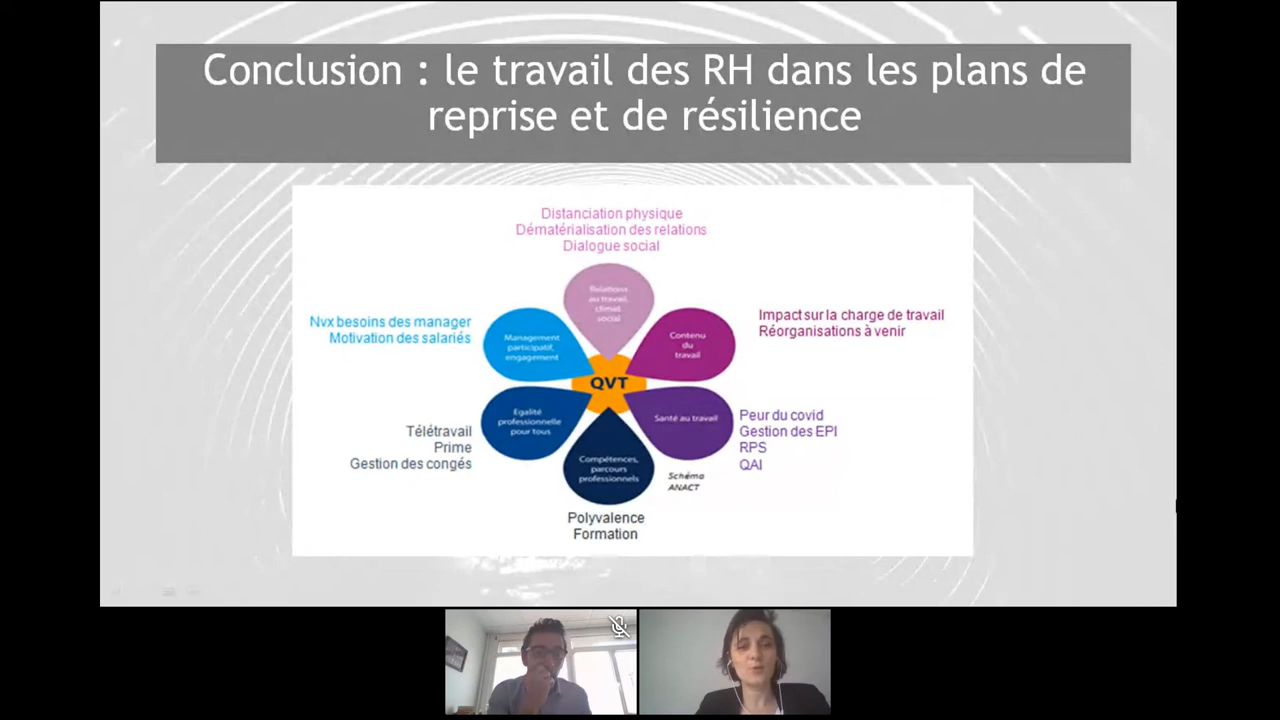 Conclusion : le travail des RH dans les plans de
reprise et de résilience
Distanciation physique
Dématérialisation des relations
Dialogue social
Relations
au travail,
climat
social
Nvx besoins des manager
Motivation des salariés
Management
participatif,
engagement
Contenu
du
travail
Impact sur la charge de travail
Réorganisations à venir
QVT
Télétravail
Prime
Gestion des congés
Egalité
professionnelle
pour tous
Santé au travail
Peur du covid
Gestion des EPI
RPS
QAI
Compétences,
parcours
professionnels
Schéma
ANACT
Polyvalence
Formation